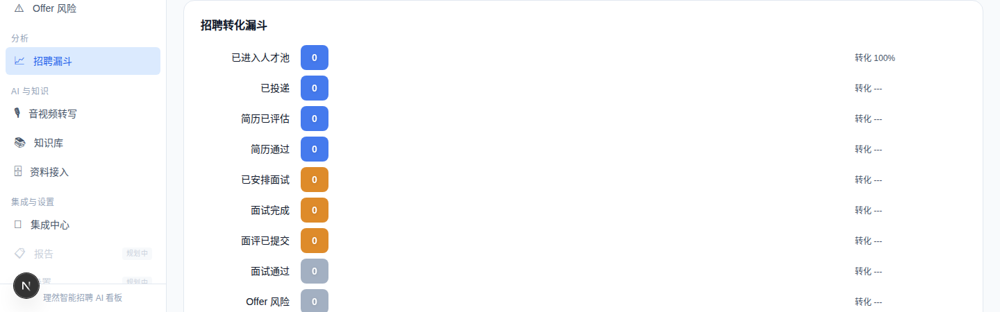 Offer 风险
分析
招聘漏斗
AI 与知识
音视频转写
知识库
资料接入
集成与设置
集成中心
报告 规划中
置 规划中
理然智能招聘 AI 看板
招聘转化漏斗
已进入人才池 0 转化 100%
已投递 0 转化 ---
简历已评估 0 转化 ---
简历通过 0 转化 ---
已安排面试 0 转化 ---
面试完成 0 转化 ---
面评已提交 0 转化 ---
面试通过 0 转化 ---
Offer 风险 0 转化 ---